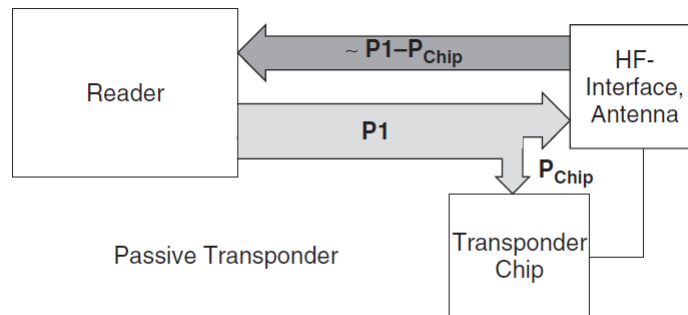 ~ P1–PChip
HF-
Interface,
Antenna
Reader
P1
PChip
Transponder
Chip
Passive Transponder